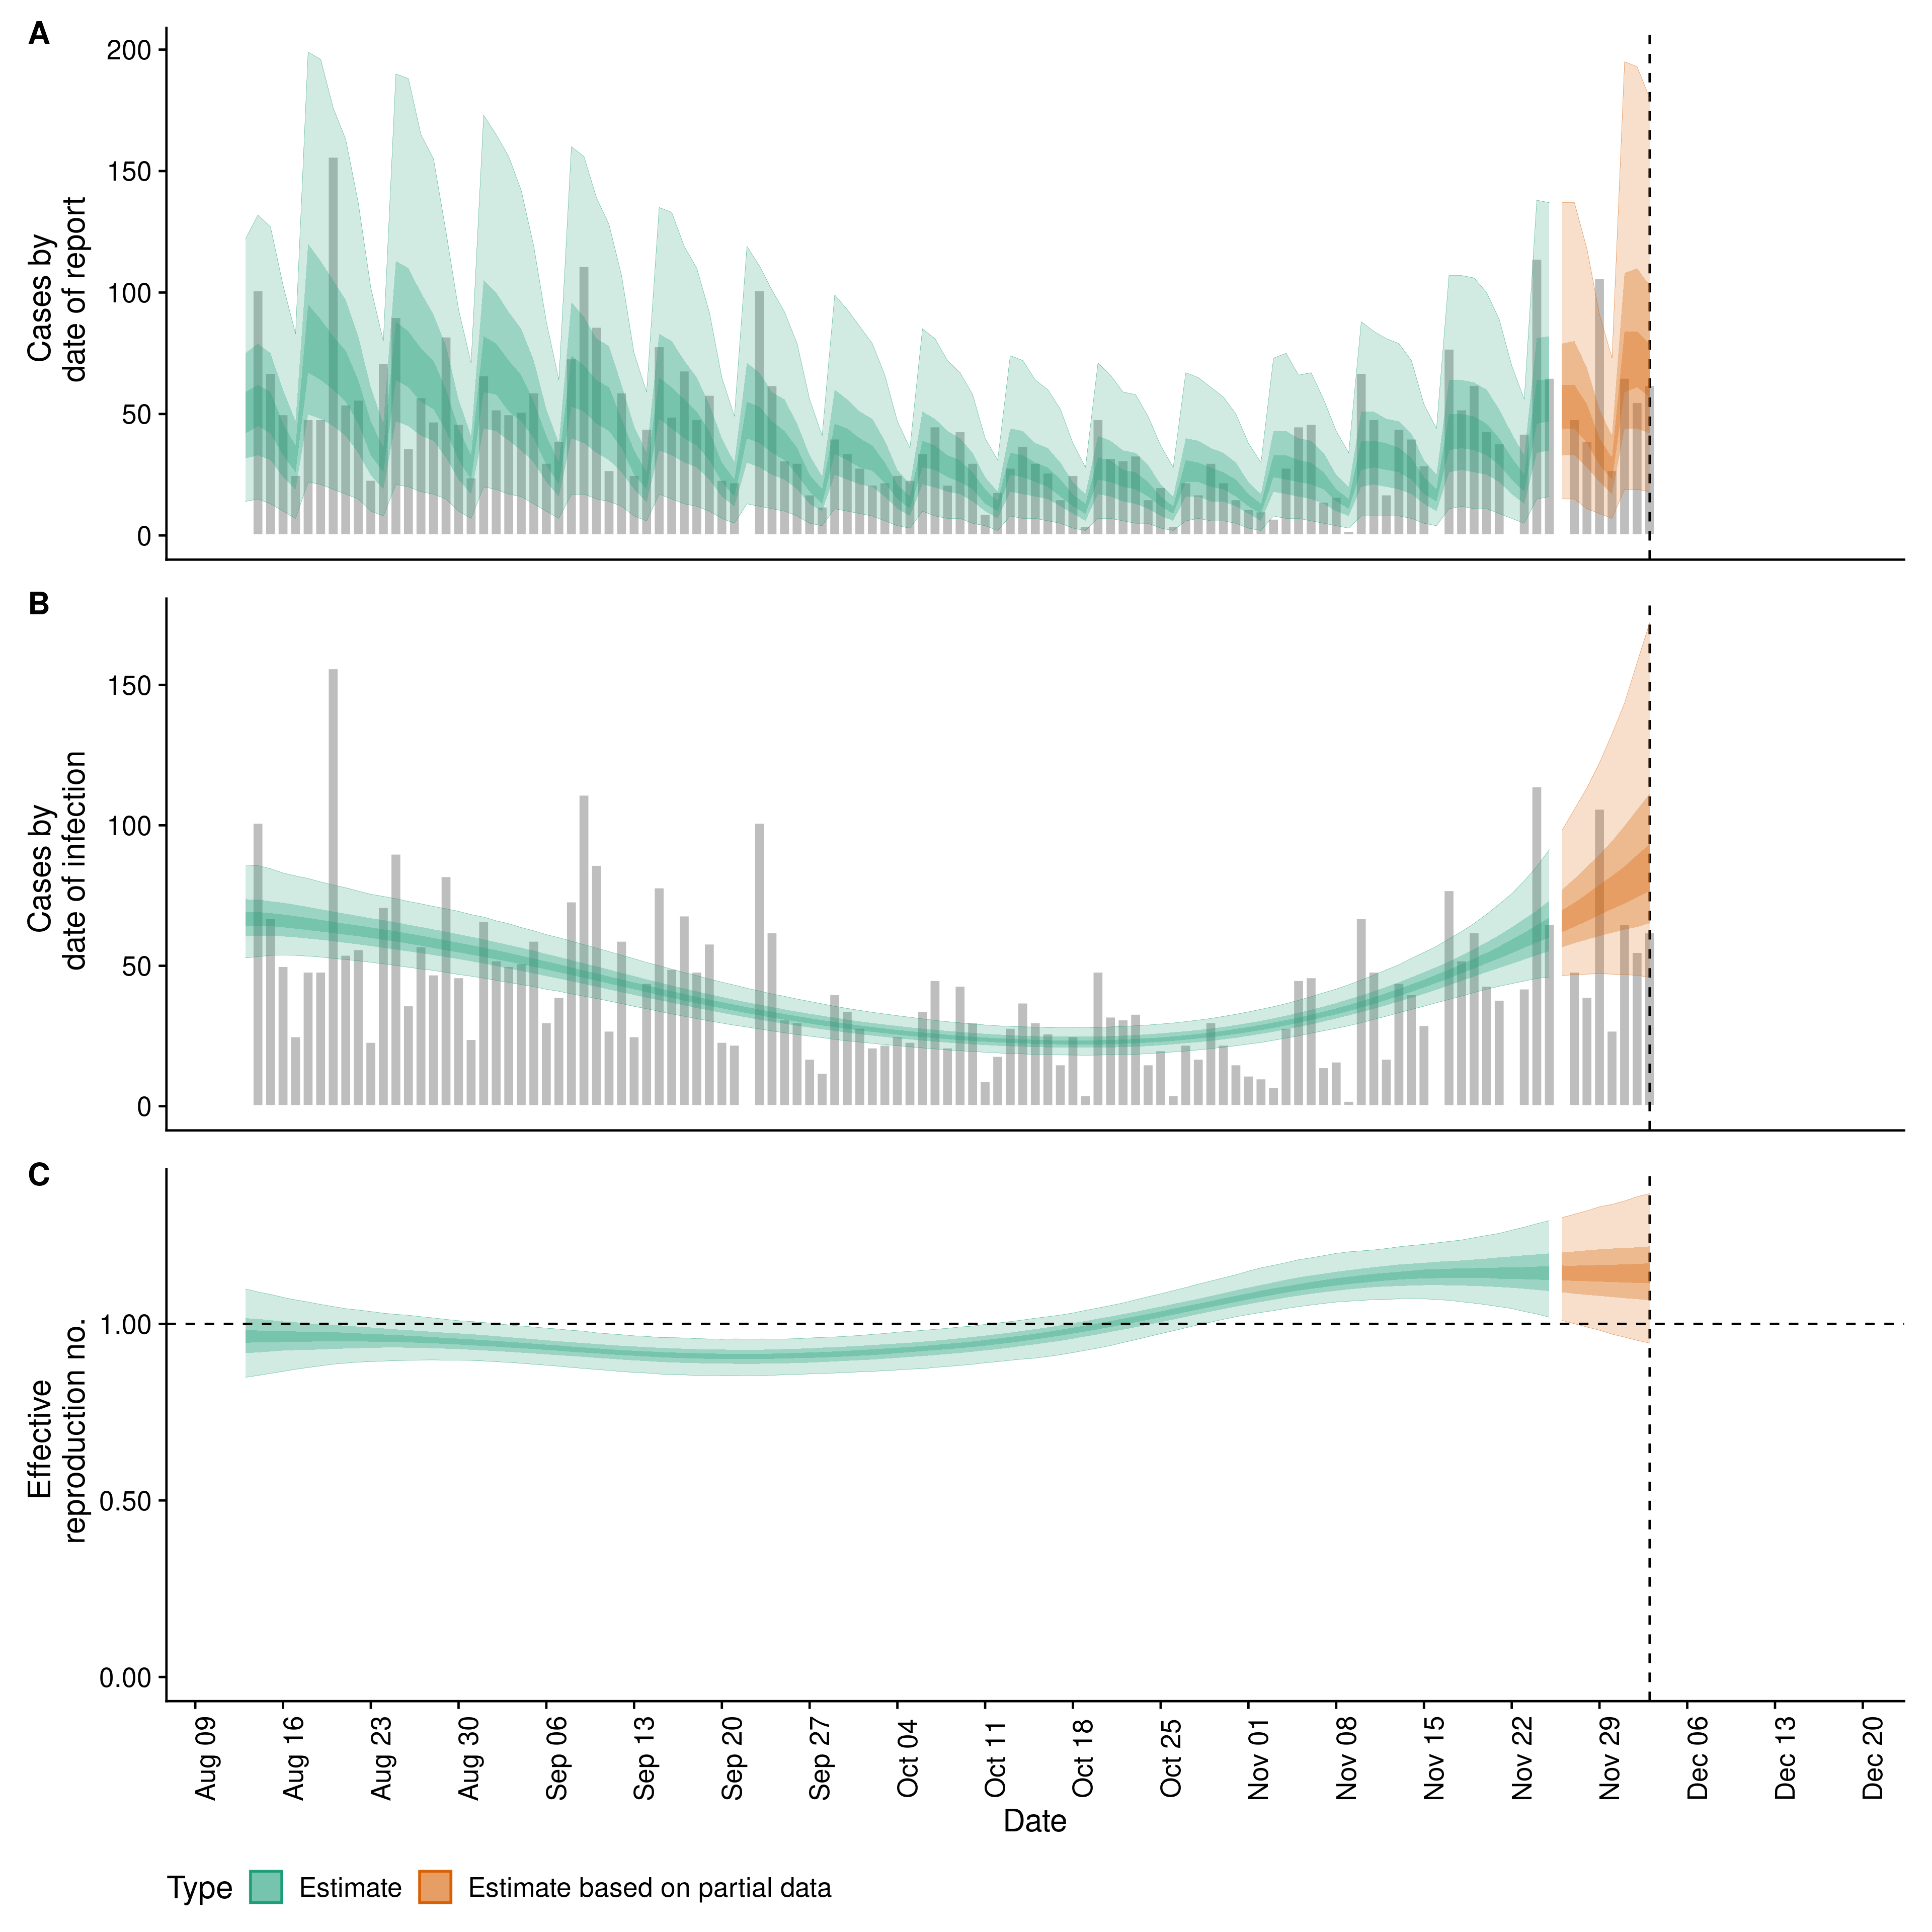 A
200
150
100
50
0
Cases by
date of report
B
150
100
50
0
Cases by
date of infection
C
1.00
0.50
0.00
Effective
reproduction no.
Aug 09
Aug 16
Aug 23
Aug 30
Sep 06
Sep 13
Sep 20
Sep 27
Oct 04
Oct 11
Oct 18
Oct 25
Nov 01
Nov 08
Nov 15
Nov 22
Nov 29
Dec 06
Dec 13
Dec 20
Date
Type Estimate Estimate based on partial data